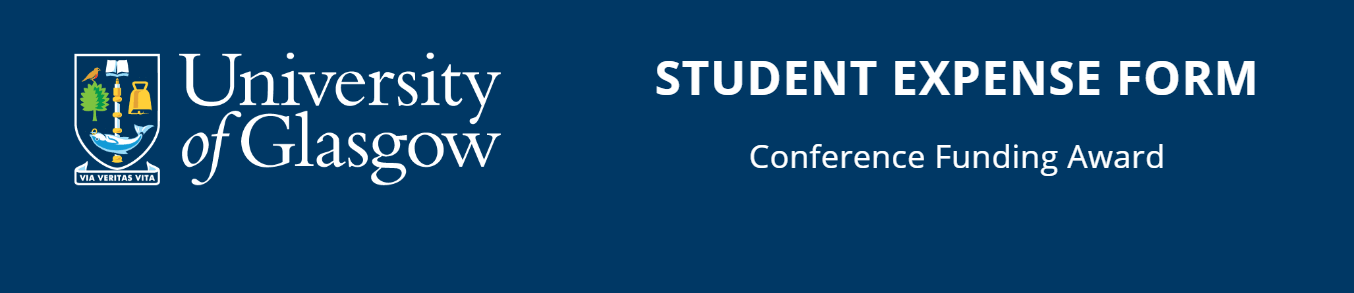 University
of Glasgow
VIA VERITAS VITA
STUDENT EXPENSE FORM
Conference Funding Award